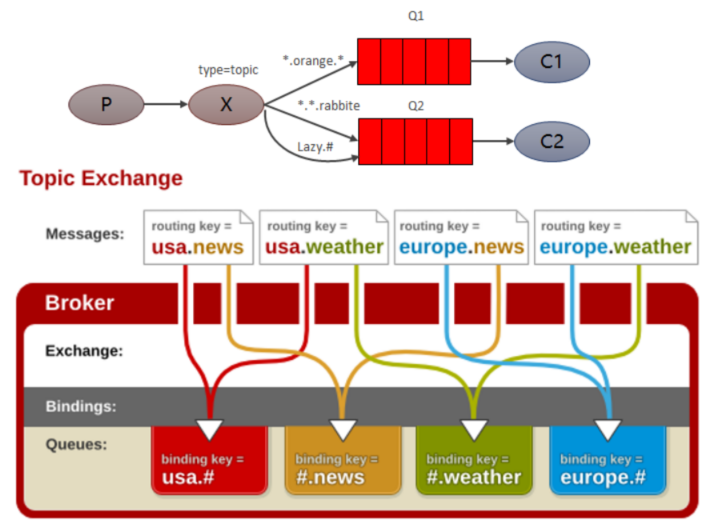 Q1
type=topic
*.orange.*
C1
P
X
*.*.rabbite
Q2
Lazy.#
C2
Topic Exchange
Messages:
routing key =
usa.news
routing key =
usa.weather
routing key =
europe.news
routing key =
europe.weather
Broker
Exchange:
Bindings:
Queues:
binding key =
usa.#
binding key =
#.news
binding key =
#.weather
binding key =
europe.#